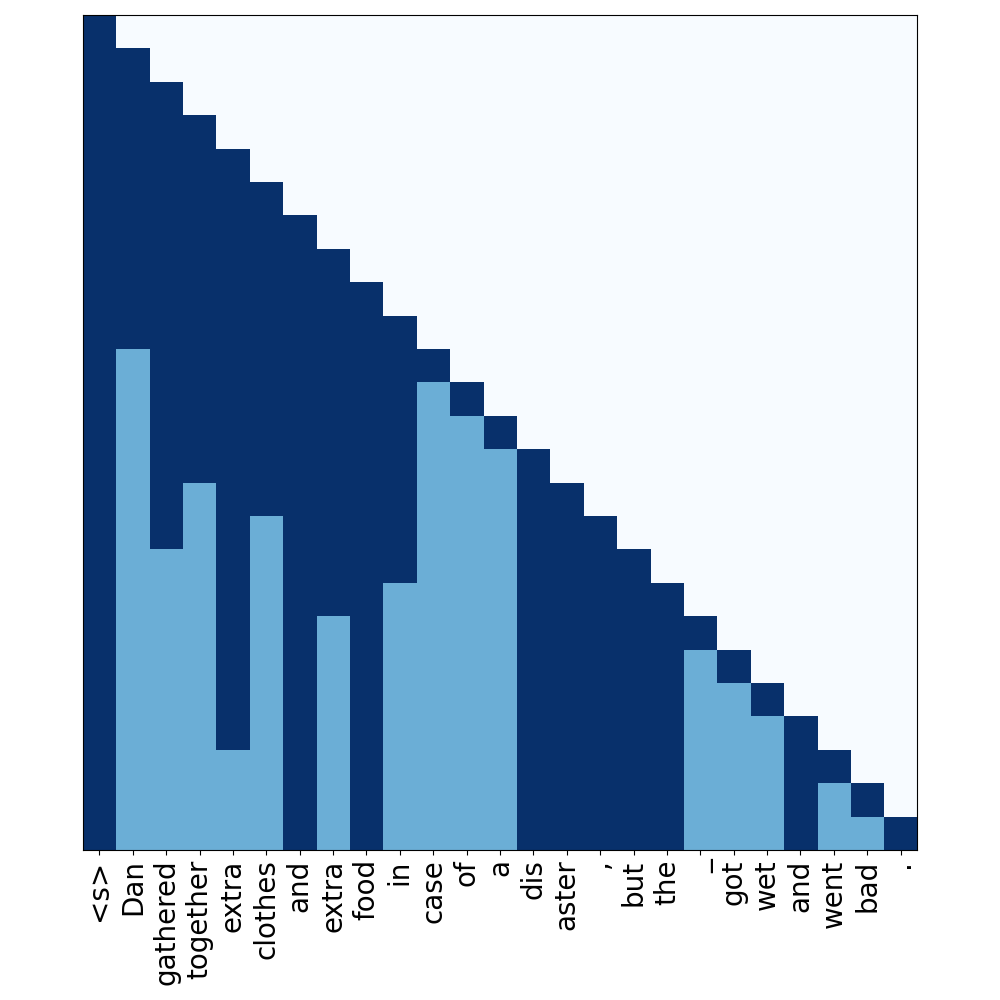 <s> Dan gathered together extra clothes and extra food in case of a dis aster , but the _ got wet and went bad .